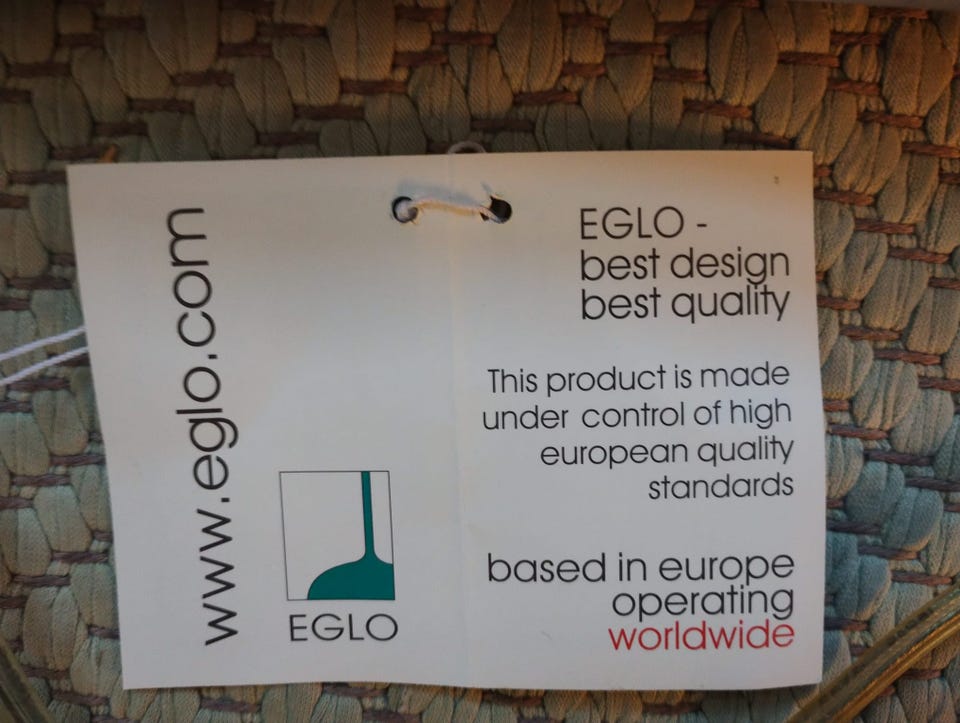 www.eglo.com
EGLO
EGLO -
best design
best quality
This product is made
under control of high
european quality
standards
based in europe
operating
worldwide